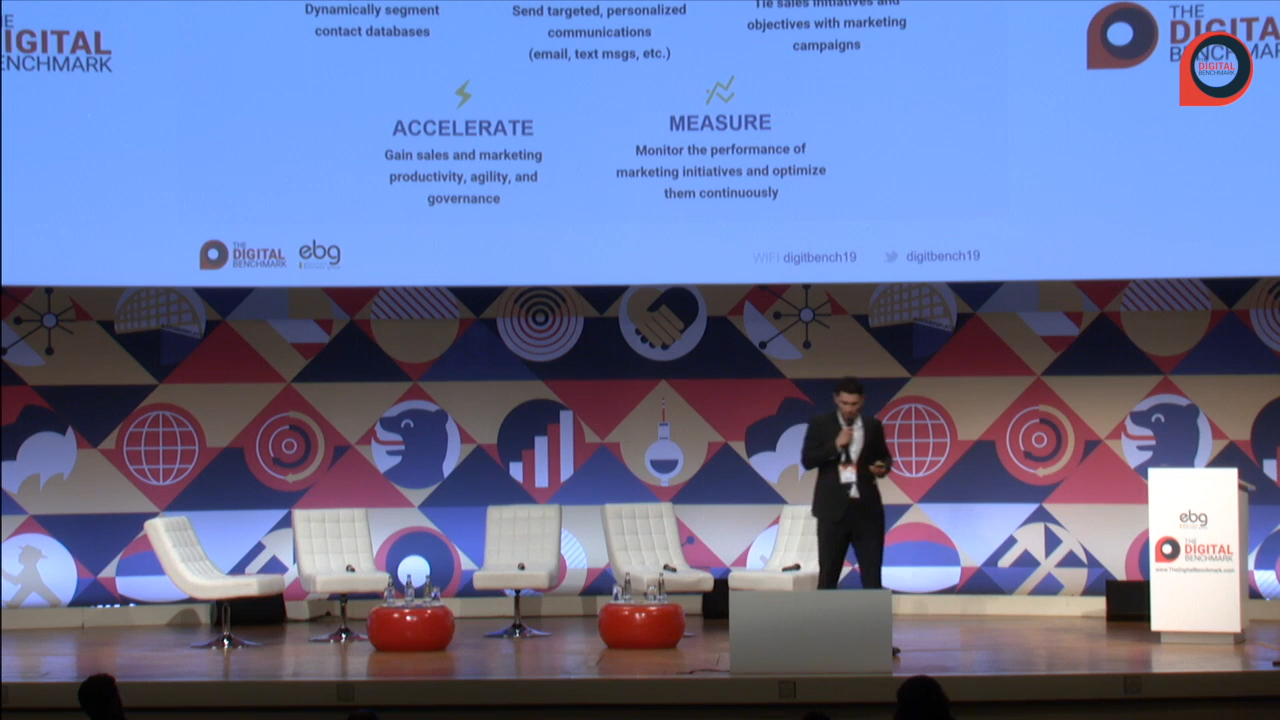 THE
DIGITAL
BENCHMARK
Dynamically segment
contact databases
Send targeted, personalized
communications
(email, text msgs, etc.)
Tie sales initiatives and
objectives with marketing
campaigns
THE
DIGITAL
BENCHMARK
THE
DIGITAL
BENCHMARK
ACCELERATE
Gain sales and marketing
productivity, agility, and
governance
MEASURE
Monitor the performance of
marketing initiatives and optimize
them continuously
THE
DIGITAL
BENCHMARK
ebg
WIFI digitbench19
digitbench19
ebg
THE
DIGITAL
BENCHMARK
www.TheDigitalBenchmark.com